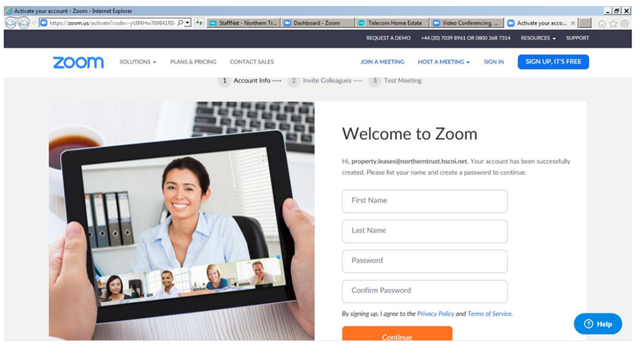 Activate your account - Zoom - Internet Explorer
StaffNet - Northern Tr...
Dashboard - Zoom
Telecom Home Estate
Video Conferencing, ...
Activate your acco...
REQUEST A DEMO +44 (20) 7039 8961 OR 0800 368 7314 RESOURCES SUPPORT
zoom SOLUTIONS PLANS & PRICING CONTACT SALES JOIN A MEETING HOST A MEETING SIGN IN SIGN UP, IT'S FREE
1 Account Info ---- 2 Invite Colleagues ---- 3 Test Meeting
Welcome to Zoom
Hi, property.leases@northerntrust.hscni.net. Your account has been successfully
created. Please list your name and create a password to continue.
First Name
Last Name
Password
Confirm Password
By signing up, I agree to the Privacy Policy and Terms of Service.
Continue
Help